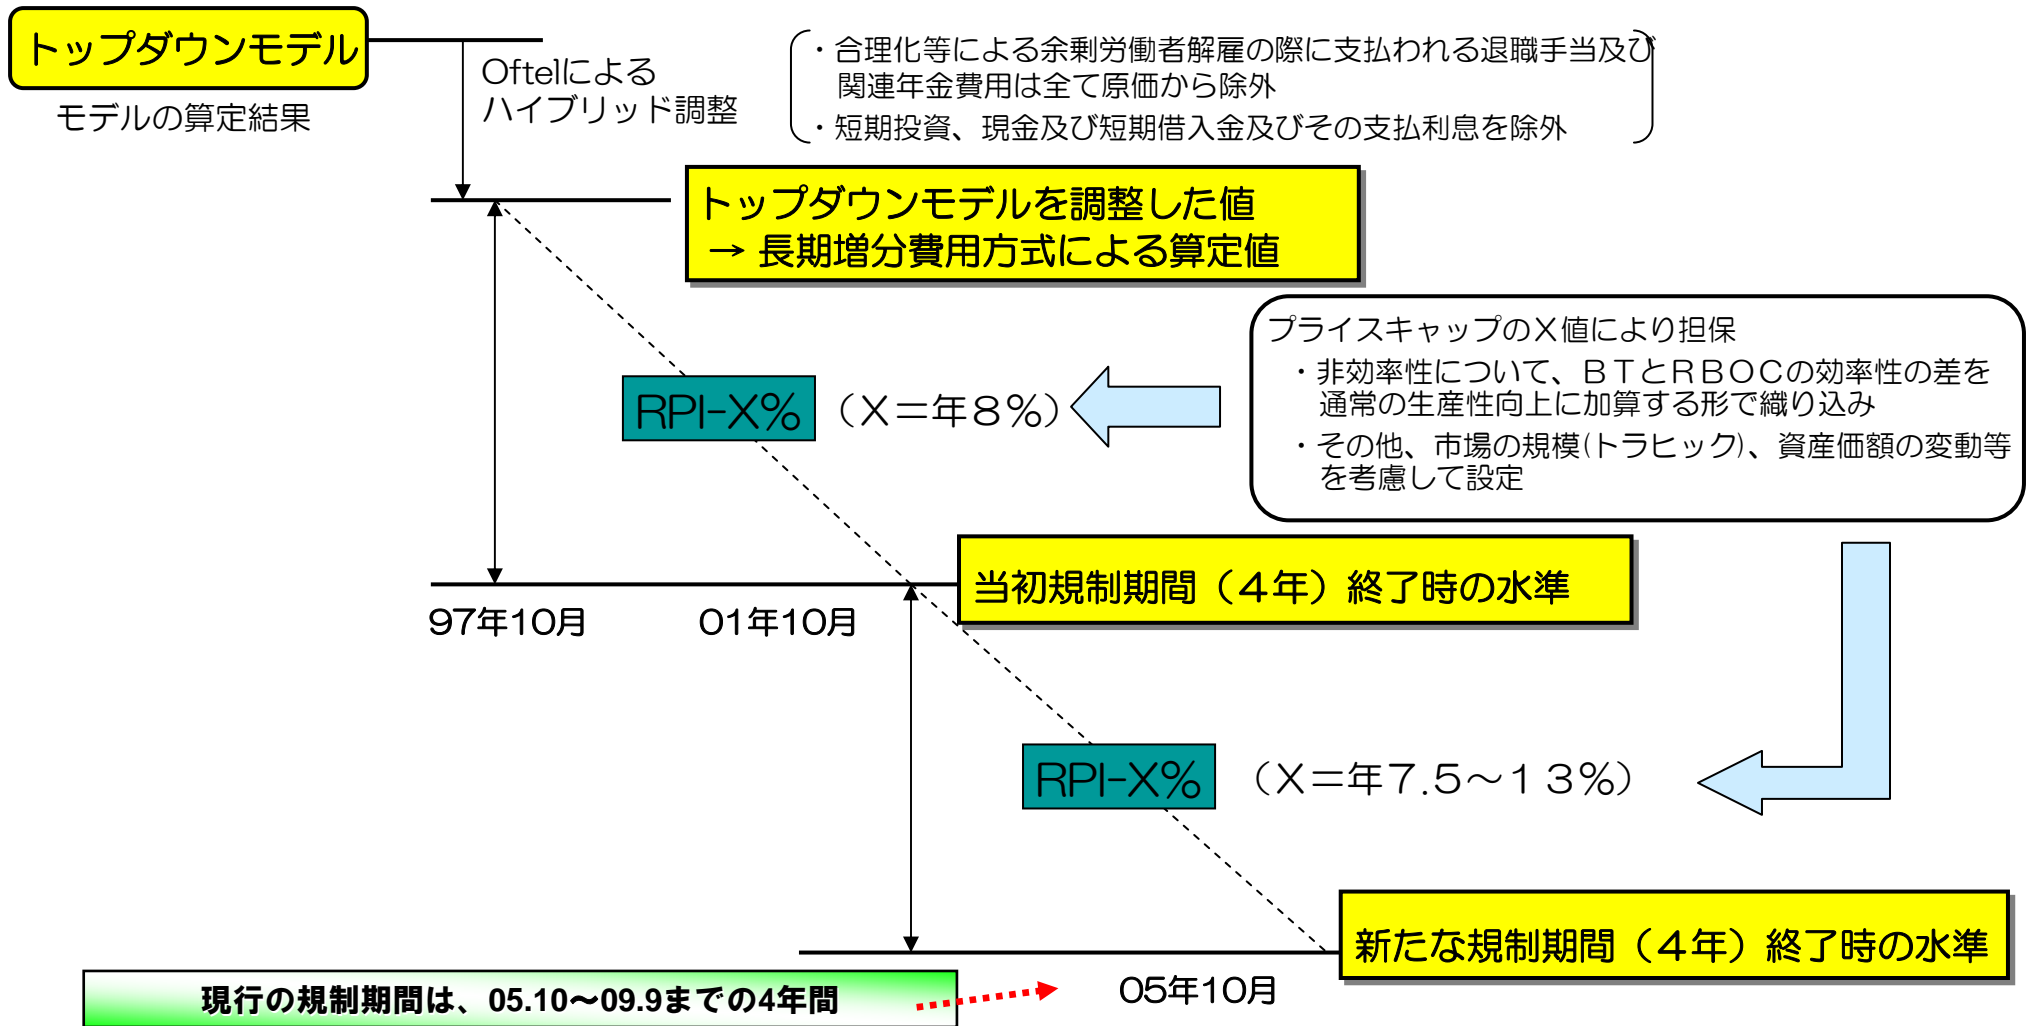 トップダウンモデル
モデルの算定結果
Oftelによる
ハイブリッド調整
・合理化等による余剰労働者解雇の際に支払われる退職手当及び
関連年金費用は全て原価から除外
・短期投資、現金及び短期借入金及びその支払利息を除外
トップダウンモデルを調整した値
→ 長期増分費用方式による算定値
プライスキャップのX値により担保
・非効率性について、ＢＴとＲＢＯＣの効率性の差を
通常の生産性向上に加算する形で織り込み
・その他、市場の規模(トラヒック)、資産価額の変動等
を考慮して設定
RPI-X%
（X＝年８%）
当初規制期間（４年）終了時の水準
97年10月
01年10月
RPI-X%
（X＝年７.５～１３%）
新たな規制期間（４年）終了時の水準
05年10月
現行の規制期間は、05.10～09.9までの4年間